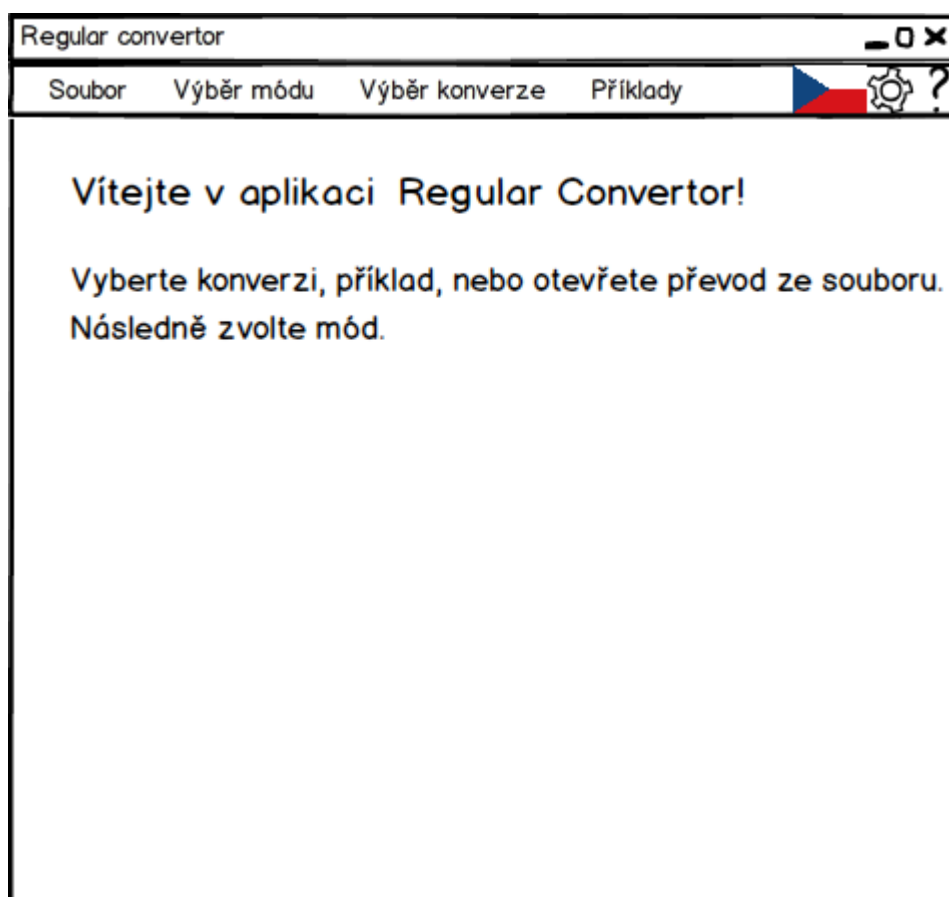 Regular convertor
Soubor Výběr módu Výběr konverze Příklady ?
Vítejte v aplikaci Regular Convertor!
Vyberte konverzi, příklad, nebo otevřete převod ze souboru.
Následně zvolte mód.